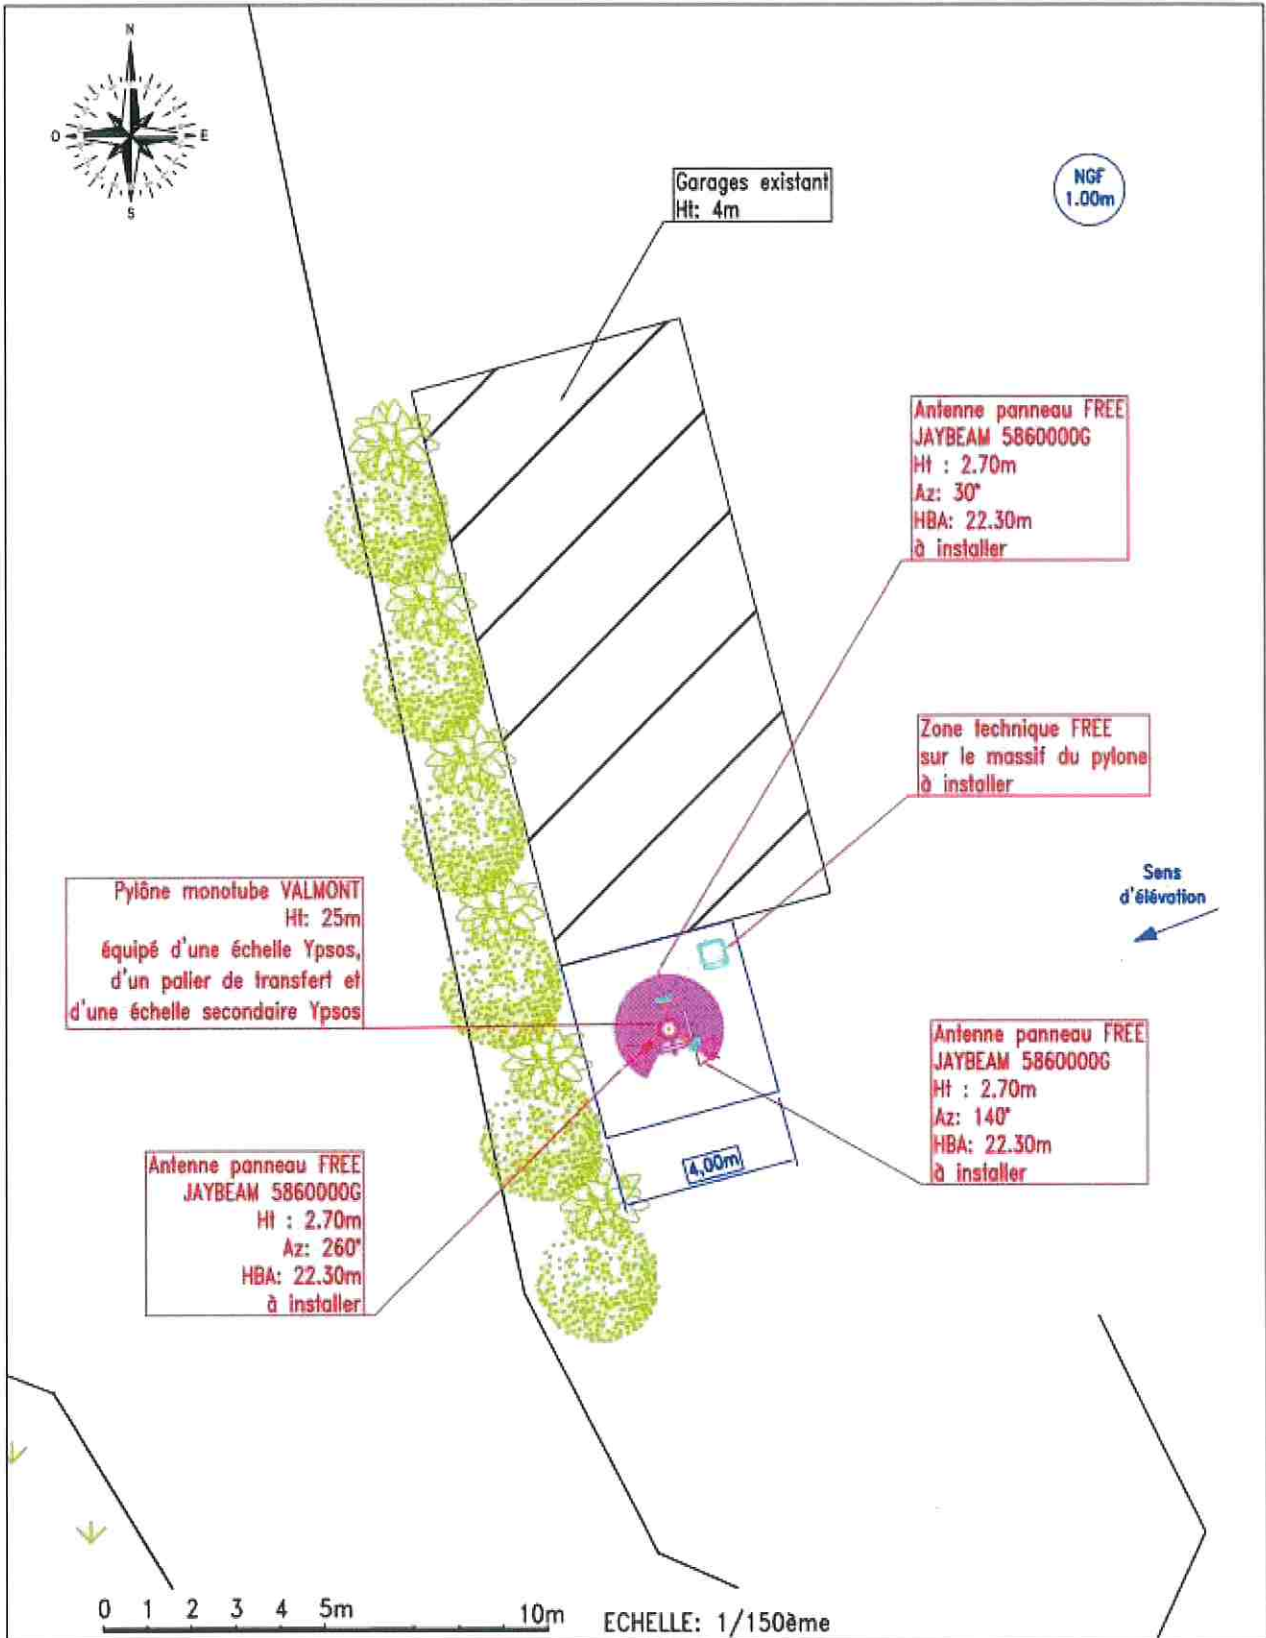 N
O
E
S
Garages existant
Ht: 4m
NGF
1.00m
Antenne panneau FREE
JAYBEAM 5860000G
Ht : 2.70m
Az: 30°
HBA: 22.30m
à installer
Zone technique FREE
sur le massif du pylone
à installer
Sens
d'élévation
Pylône monotube VALMONT
Ht: 25m
équipé d'une échelle Ypsos,
d'un palier de transfert et
d'une échelle secondaire Ypsos
Antenne panneau FREE
JAYBEAM 5860000G
Ht : 2.70m
Az: 140°
HBA: 22.30m
à installer
4,00m
Antenne panneau FREE
JAYBEAM 5860000G
Ht : 2.70m
Az: 260°
HBA: 22.30m
à installer
0 1 2 3 4 5m 10m
ECHELLE: 1/150ème